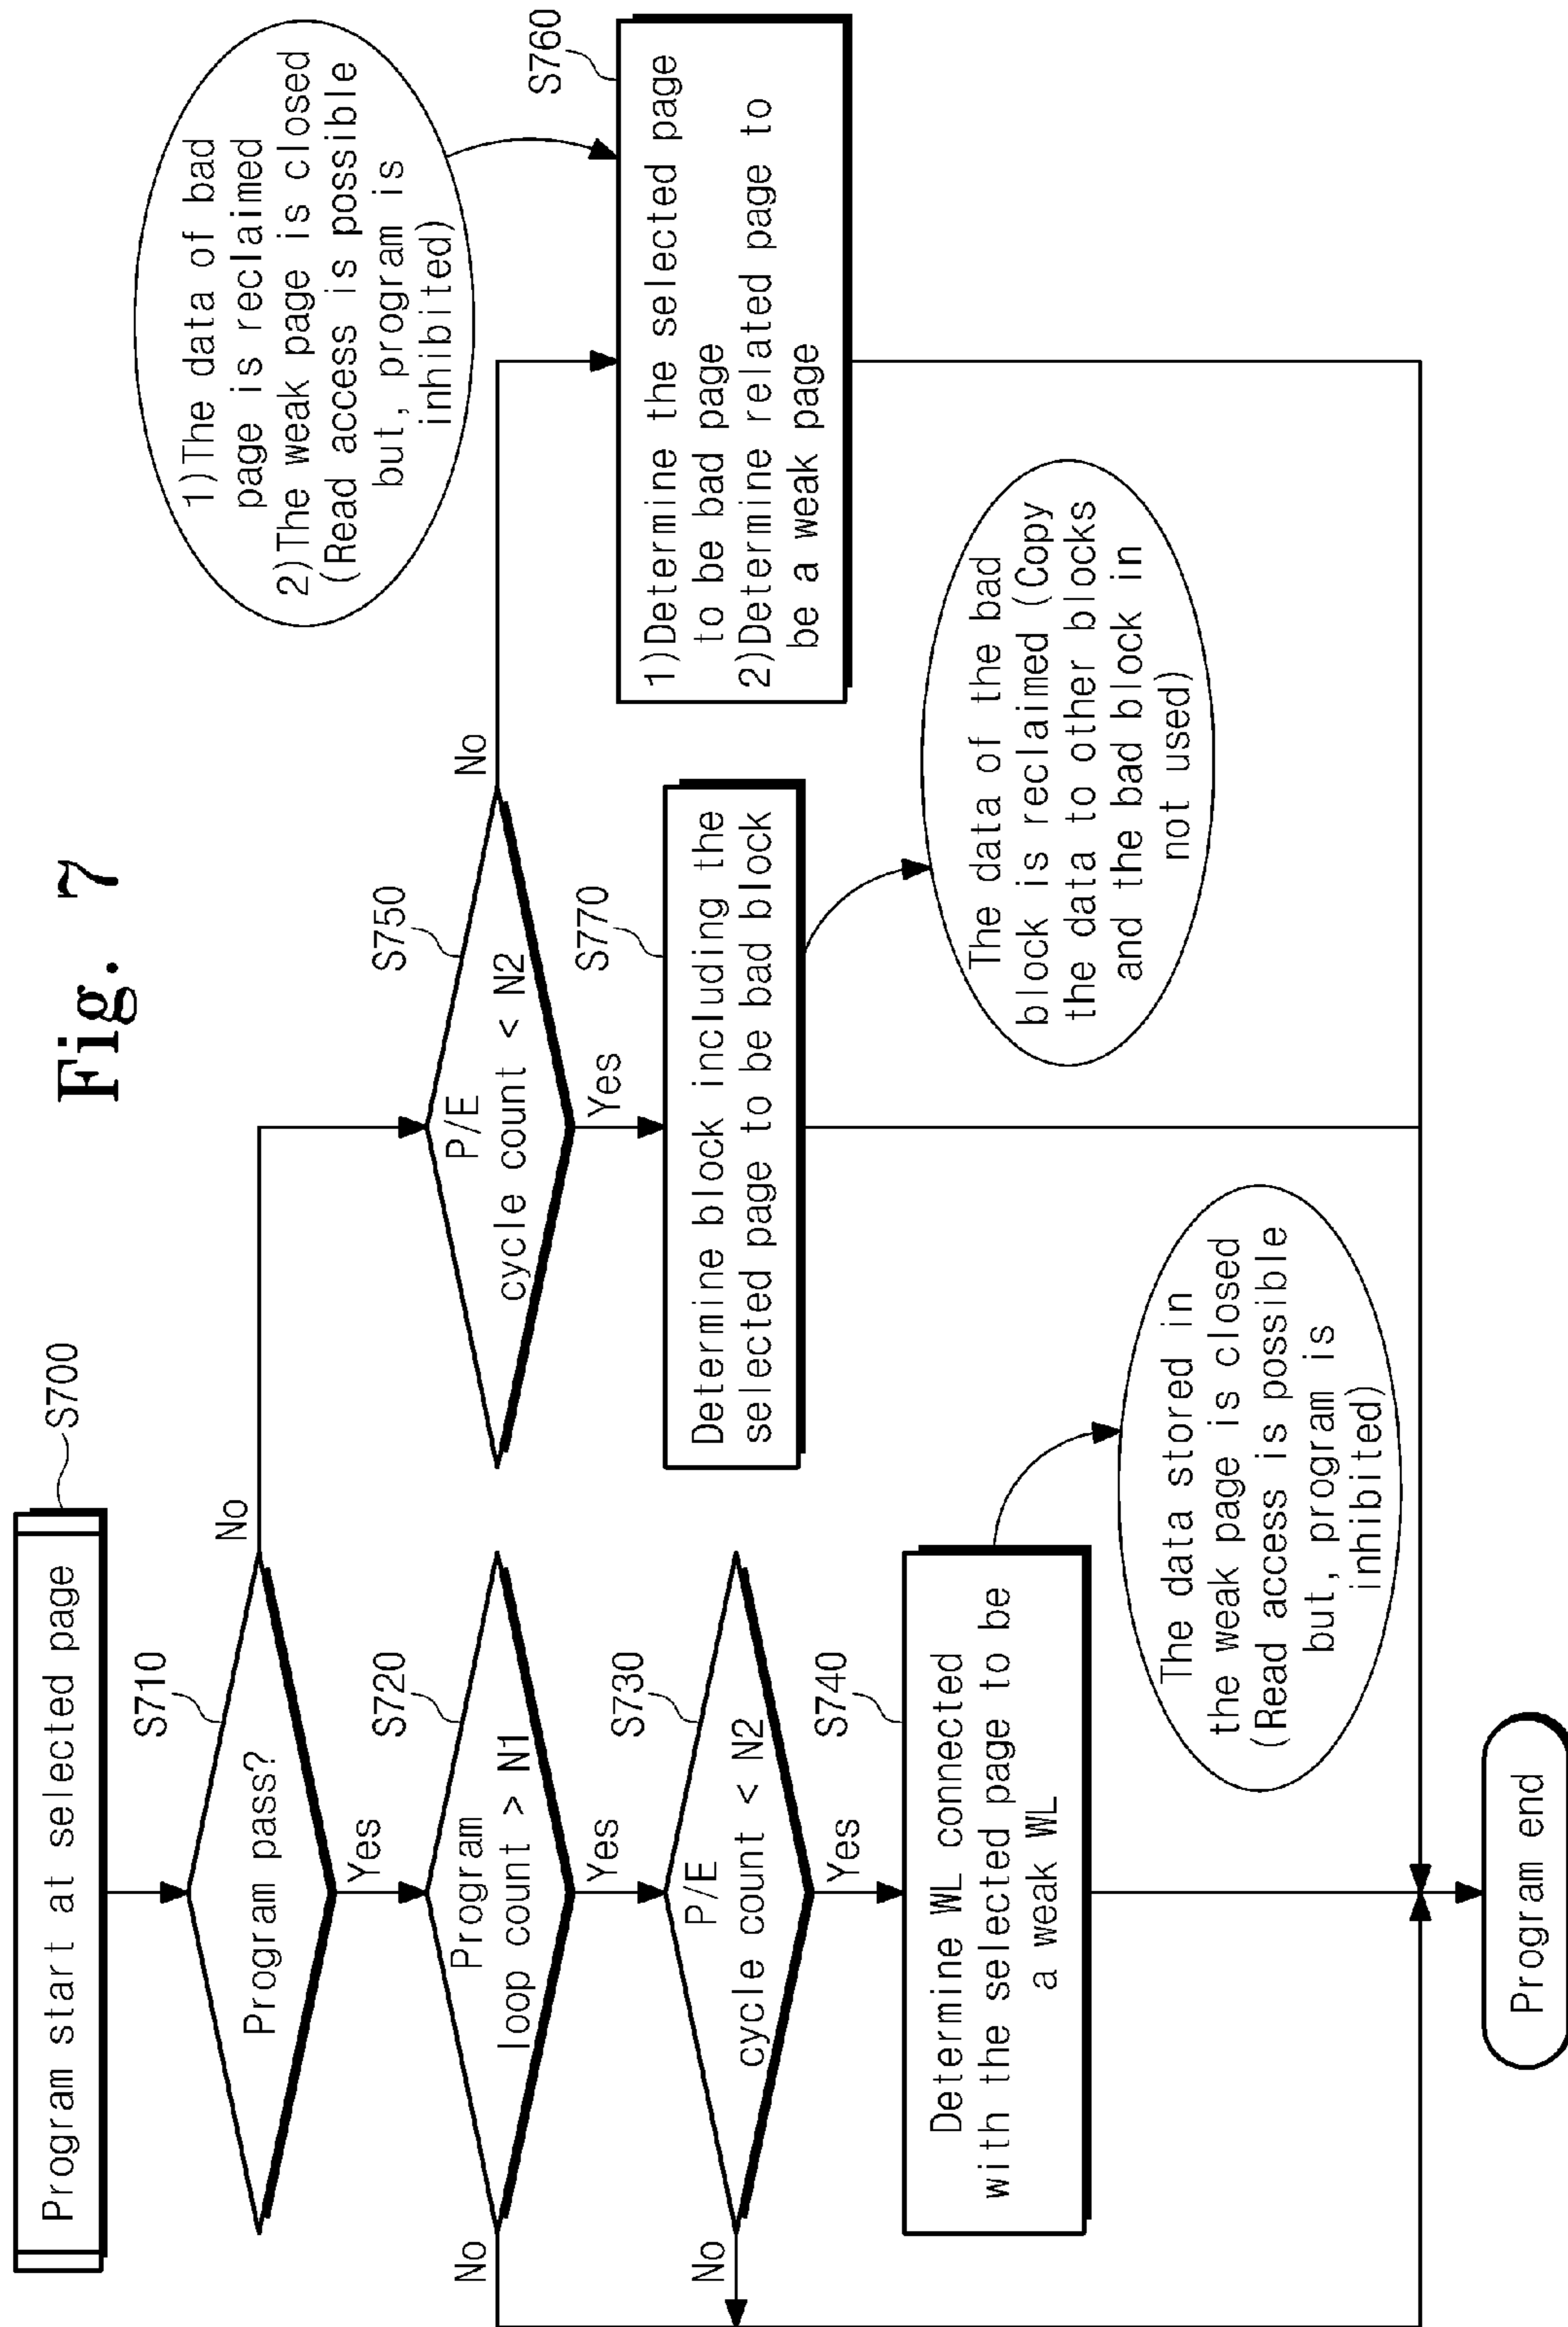 Fig. 7
Program start at selected page
S700
S710
Program pass?
No
Yes
S720
Program
loop count > N1
No
Yes
S730
P/E
cycle count < N2
No
Yes
S740
Determine WL connected
with the selected page to be
a weak WL
The data stored in
the weak page is closed
(Read access is possible
but, program is
inhibited)
S750
P/E
cycle count < N2
No
Yes
S770
Determine block including the
selected page to be bad block
The data of the bad
block is reclaimed (Copy
the data to other blocks
and the bad block in
not used)
1)The data of bad
page is reclaimed
2)The weak page is closed
(Read access is possible
but, program is
inhibited)
S760
1)Determine the selected page
to be bad page
2)Determine related page to
be a weak page
Program end